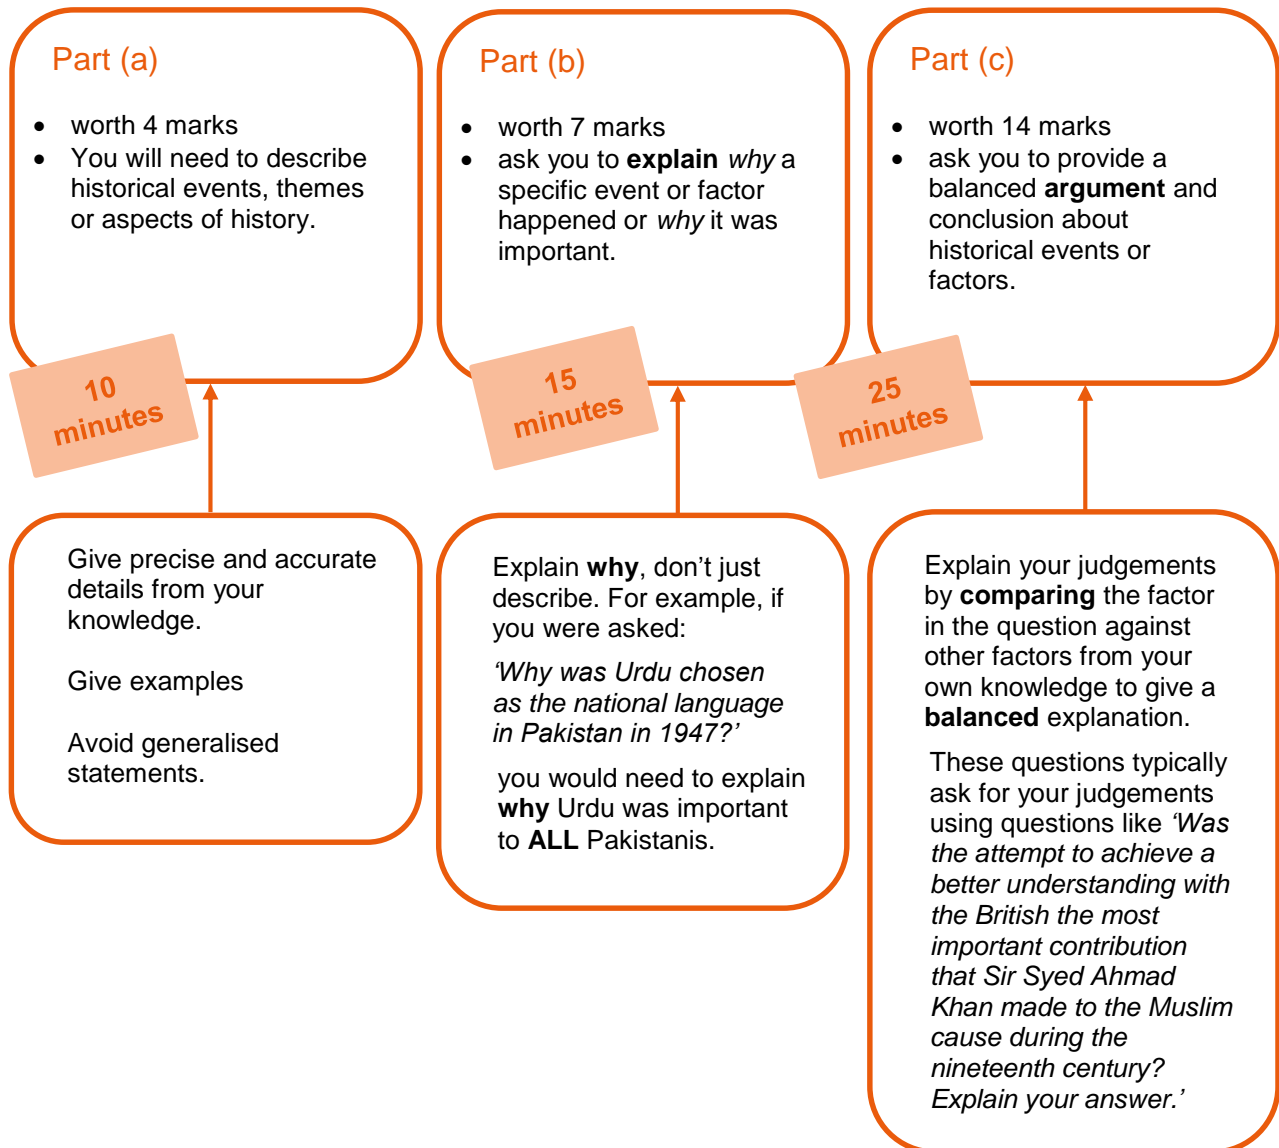 Part (a)
• worth 4 marks
• You will need to describe
historical events, themes
or aspects of history.
10
minutes
Give precise and accurate
details from your
knowledge.
Give examples
Avoid generalised
statements.
Part (b)
• worth 7 marks
• ask you to explain why a
specific event or factor
happened or why it was
important.
15
minutes
Explain why, don’t just
describe. For example, if
you were asked:
‘Why was Urdu chosen
as the national language
in Pakistan in 1947?’
you would need to explain
why Urdu was important
to ALL Pakistanis.
Part (c)
• worth 14 marks
• ask you to provide a
balanced argument and
conclusion about
historical events or
factors.
25
minutes
Explain your judgements
by comparing the factor
in the question against
other factors from your
own knowledge to give a
balanced explanation.
These questions typically
ask for your judgements
using questions like ‘Was
the attempt to achieve a
better understanding with
the British the most
important contribution
that Sir Syed Ahmad
Khan made to the Muslim
cause during the
nineteenth century?
Explain your answer.’